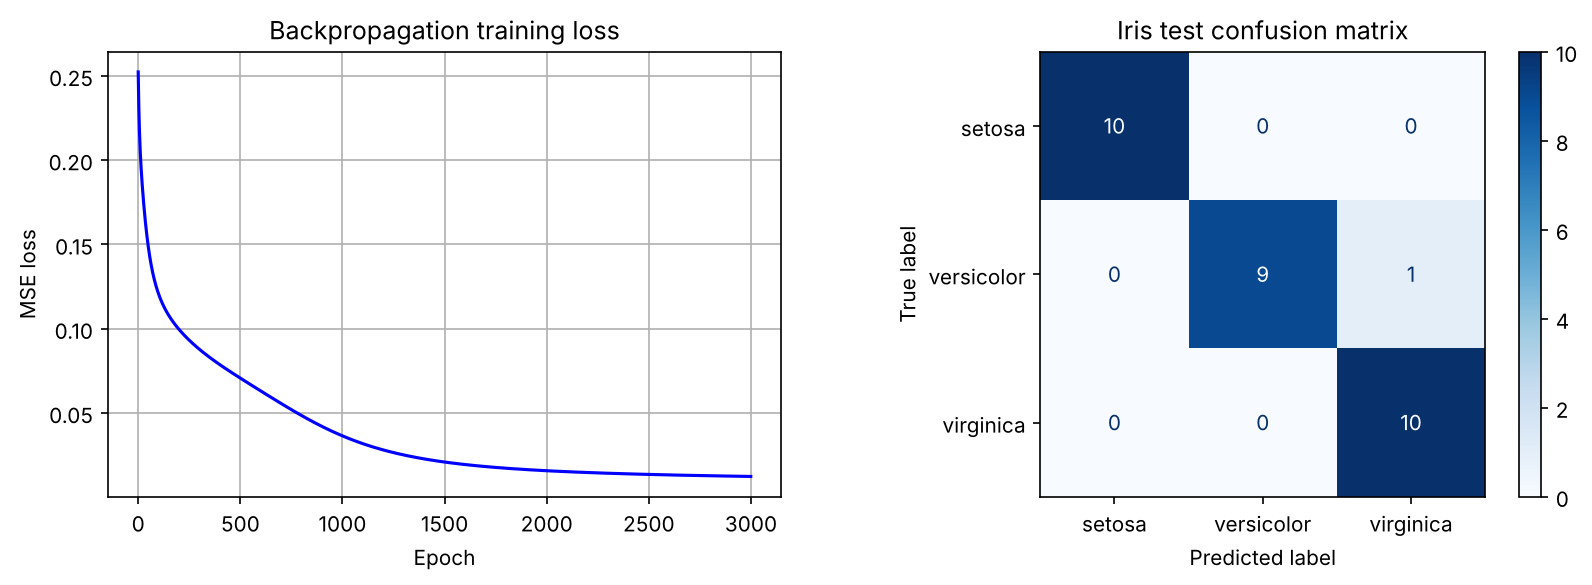 Backpropagation training loss
0.25
0.20
0.15
0.10
0.05
MSE loss
0 500 1000 1500 2000 2500 3000
Epoch
Iris test confusion matrix
setosa 10 0 0
versicolor 0 9 1
virginica 0 0 10
True label
setosa versicolor virginica
Predicted label
10
8
6
4
2
0